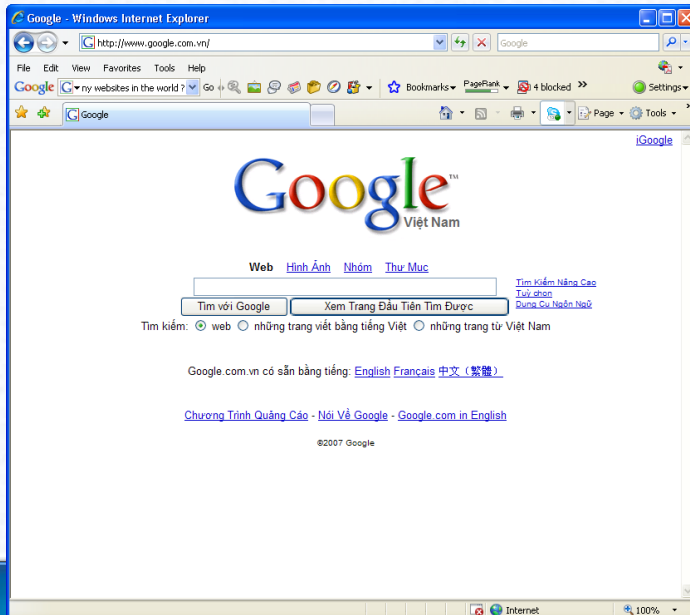 Google - Windows Internet Explorer
http://www.google.com.vn/ Google
File Edit View Favorites Tools Help
Google ny websites in the world ? Go Bookmarks PageRank 4 blocked Settings
Google Page Tools
iGoogle
Google™
Việt Nam
Web Hình Ảnh Nhóm Thư Mục
Tìm Kiếm Nâng Cao
Tuỳ chọn
Dụng Cụ Ngôn Ngữ
Tìm với Google Xem Trang Đầu Tiên Tìm Được
Tìm kiếm: web những trang viết bằng tiếng Việt những trang từ Việt Nam
Google.com.vn có sẵn bằng tiếng: English Français 中文（繁體）
Chương Trình Quảng Cáo - Nói Về Google - Google.com in English
©2007 Google
Internet 100%